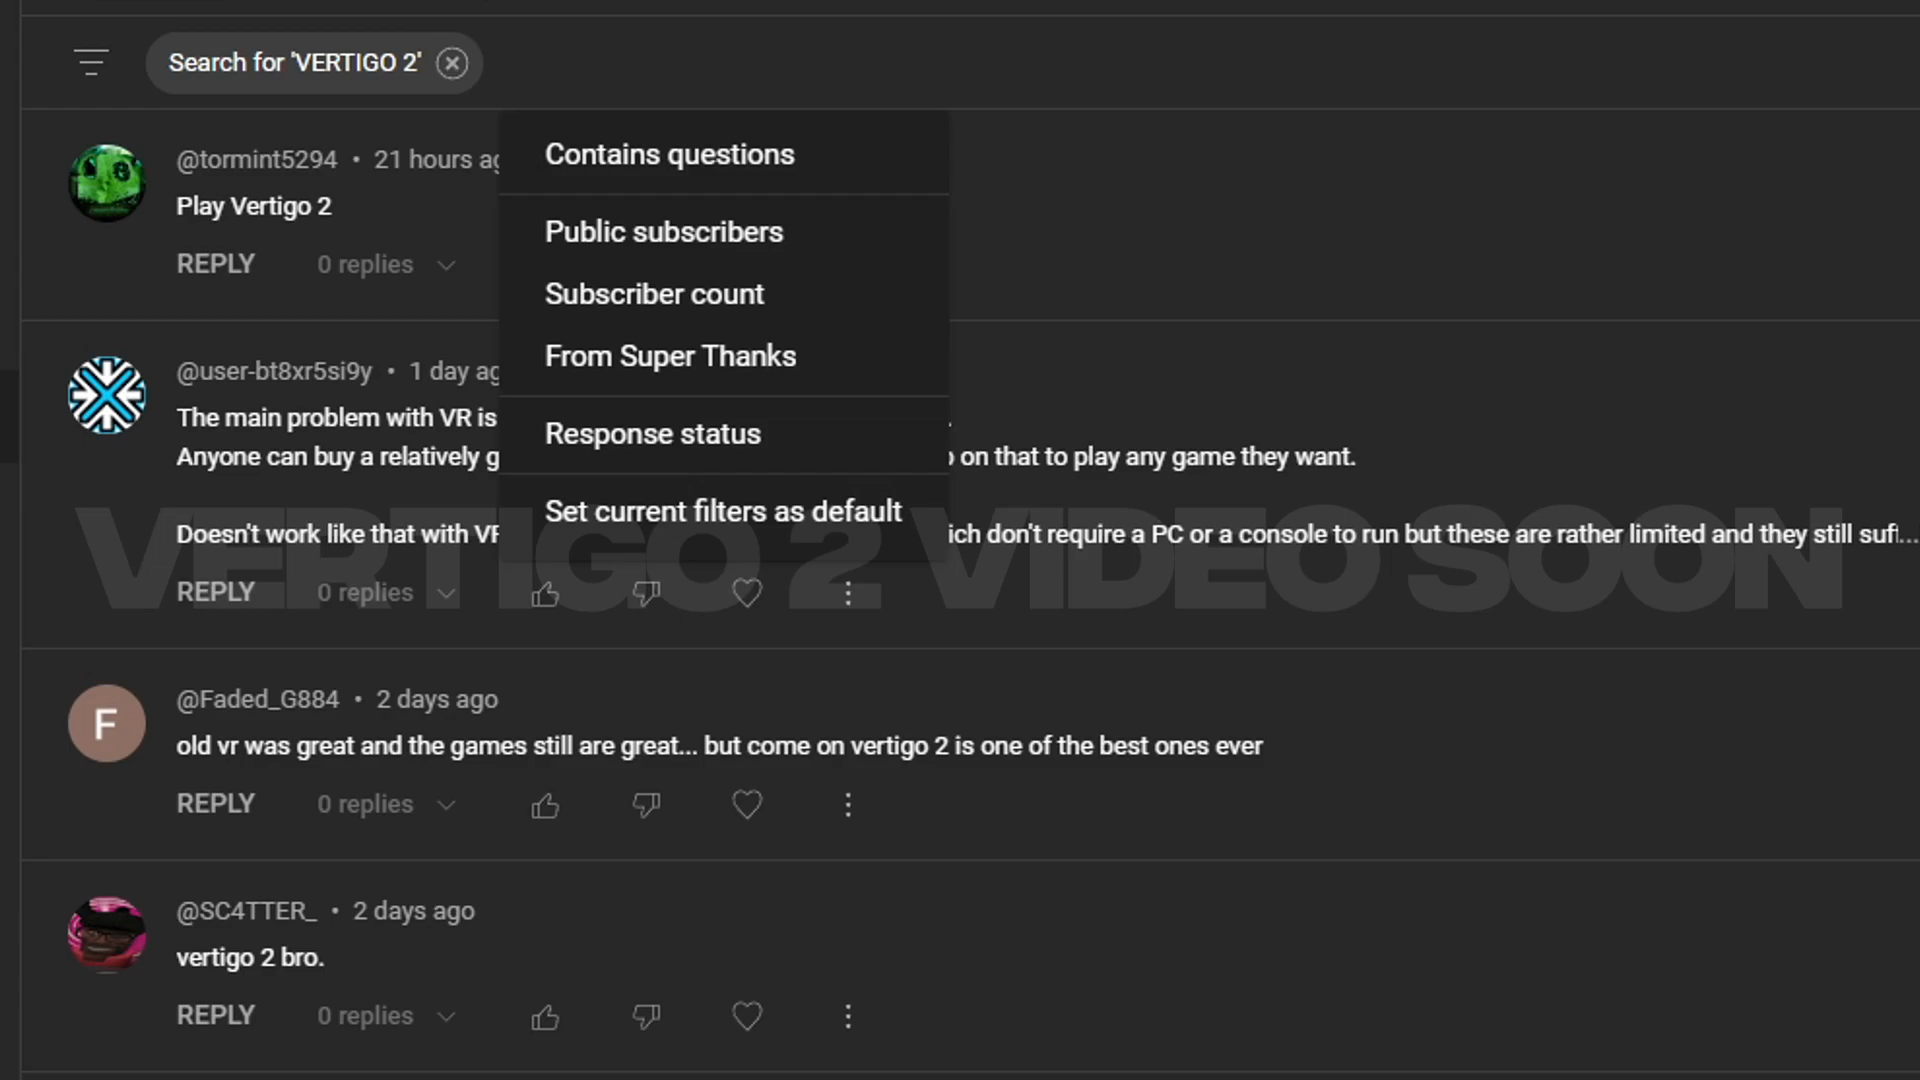 Search for 'VERTIGO 2'
@tormint5294 • 21 hours ag
Play Vertigo 2
REPLY 0 replies
Contains questions
Public subscribers
Subscriber count
From Super Thanks
Response status
Set current filters as default
@user-bt8xr5si9y • 1 day ag
The main problem with VR is
Anyone can buy a relatively g on that to play any game they want.
Doesn't work like that with VR ich don't require a PC or a console to run but these are rather limited and they still suf...
VERTIGO 2 VIDEO SOON
REPLY 0 replies
F
@Faded_G884 • 2 days ago
old vr was great and the games still are great... but come on vertigo 2 is one of the best ones ever
REPLY 0 replies
@SC4TTER_ • 2 days ago
vertigo 2 bro.
REPLY 0 replies